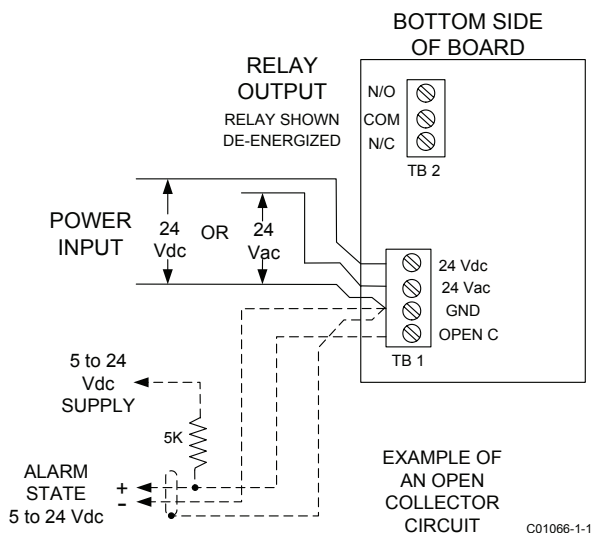 BOTTOM SIDE
OF BOARD
RELAY
OUTPUT
RELAY SHOWN
DE-ENERGIZED
N/O
COM
N/C
TB 2
POWER
INPUT
24
Vdc
OR
24
Vac
24 Vdc
24 Vac
GND
OPEN C
TB 1
5 to 24
Vdc
SUPPLY
5K
ALARM
STATE
5 to 24 Vdc
+
-
EXAMPLE OF
AN OPEN
COLLECTOR
CIRCUIT
C01066-1-1